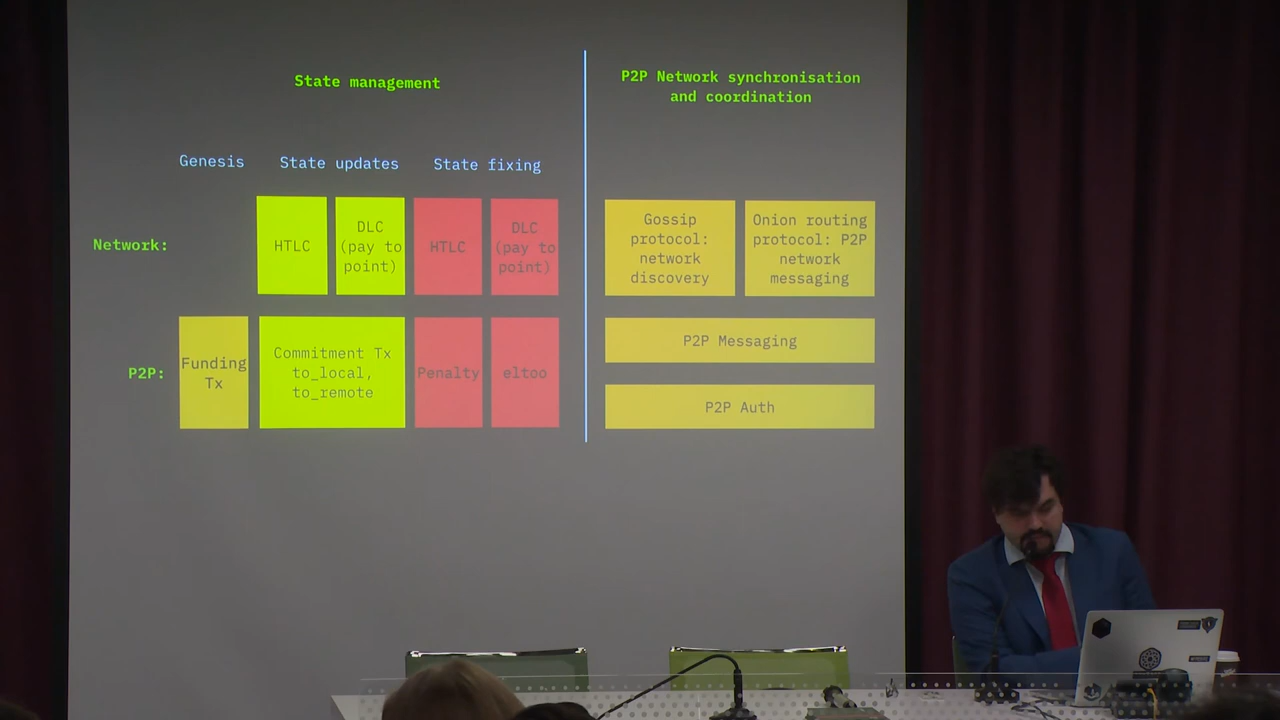 State management
P2P Network synchronisation
and coordination
Genesis
State updates
State fixing
Network:
HTLC
DLC
(pay to
point)
HTLC
DLC
(pay to
point)
Gossip
protocol:
network
discovery
Onion routing
protocol: P2P
network
messaging
P2P:
Funding
Tx
Commitment Tx
to_local,
to_remote
Penalty
eltoo
P2P Messaging
P2P Auth